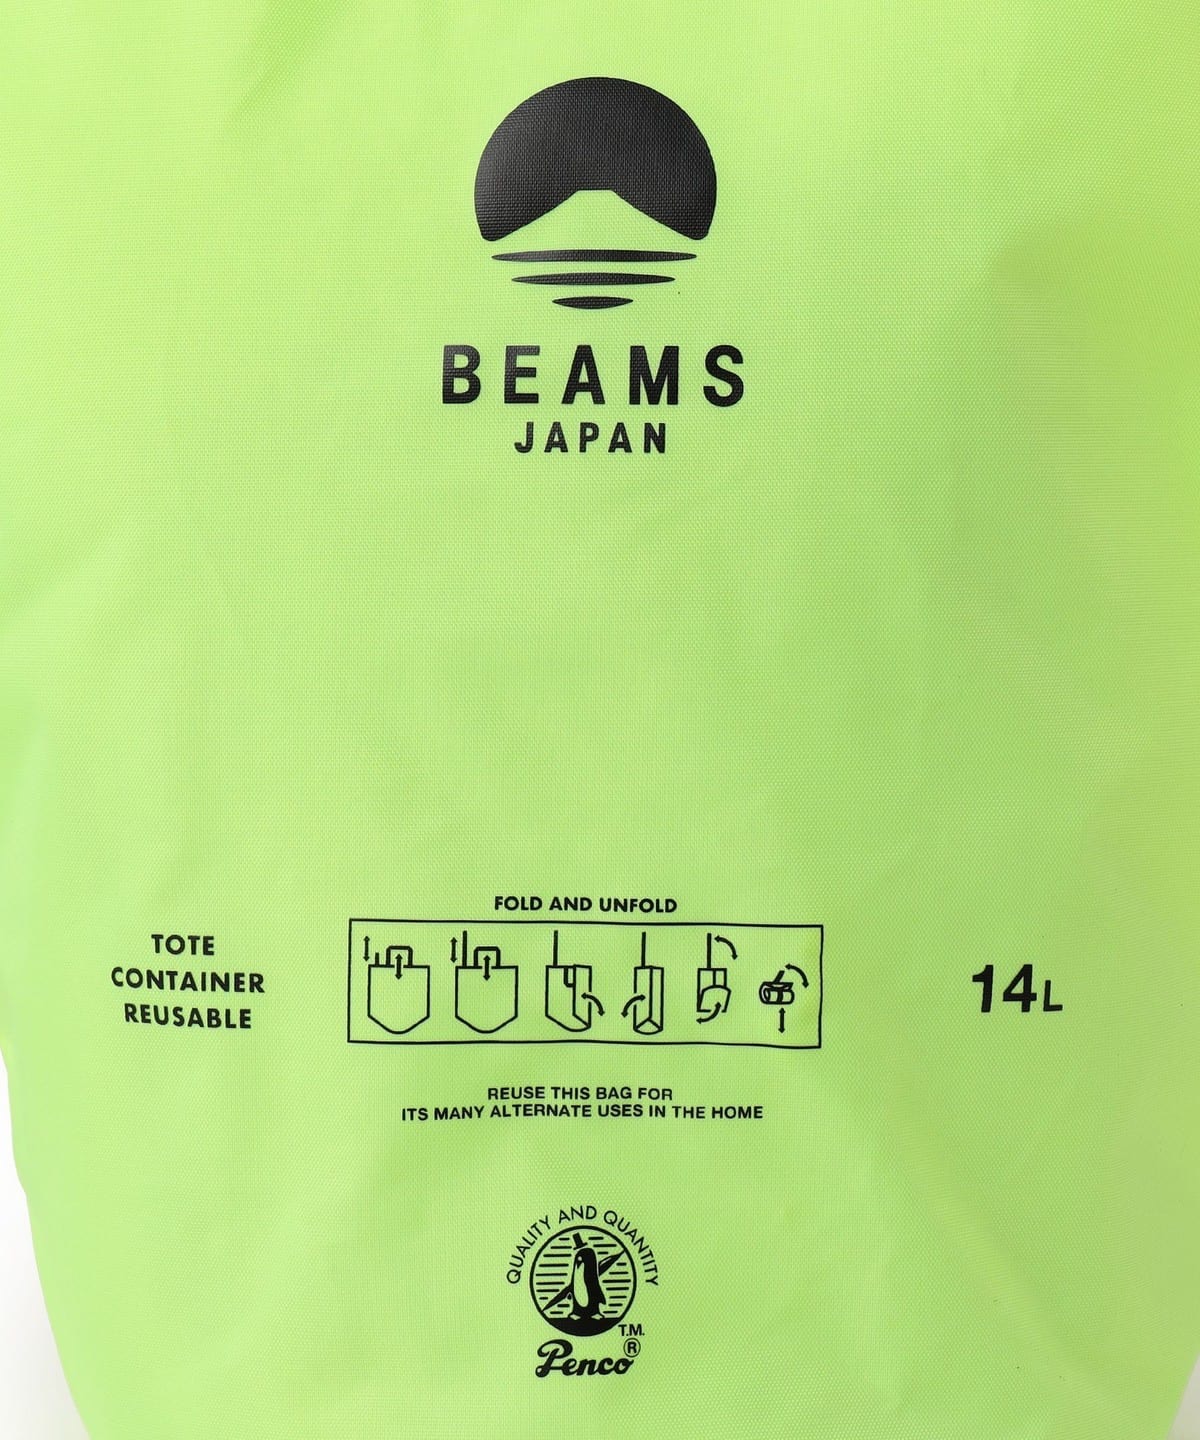 BEAMS
JAPAN
FOLD AND UNFOLD
TOTE
CONTAINER
REUSABLE
14L
REUSE THIS BAG FOR
ITS MANY ALTERNATE USES IN THE HOME
QUALITY AND QUANTITY
T.M.
Penco®